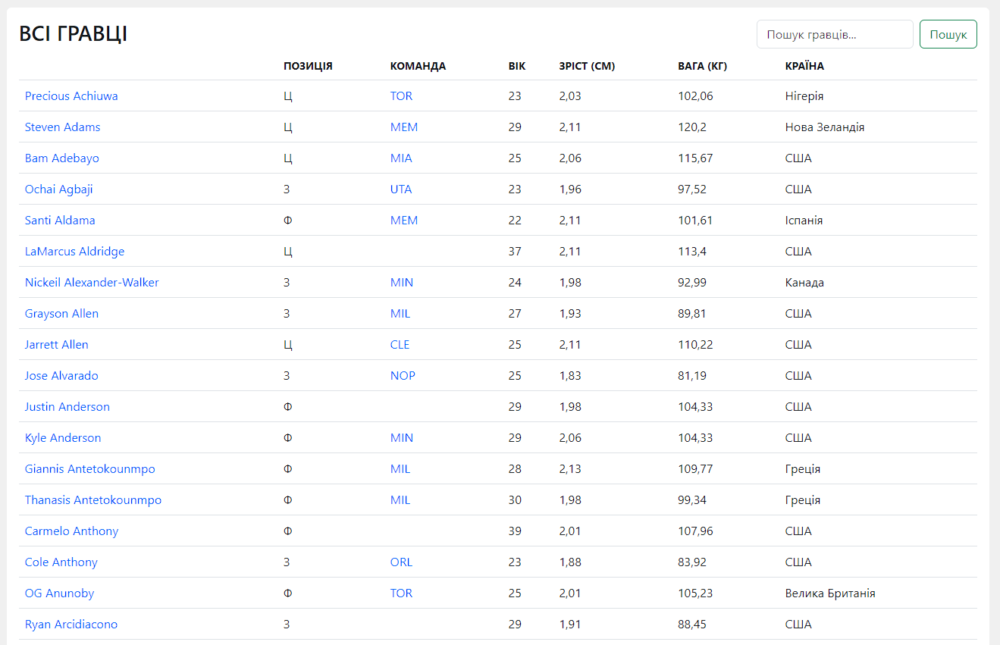 ВСІ ГРАВЦІ
Пошук гравців... Пошук
ПОЗИЦІЯ КОМАНДА ВІК ЗРІСТ (СМ) ВАГА (КГ) КРАЇНА
Precious Achiuwa Ц TOR 23 2,03 102,06 Нігерія
Steven Adams Ц MEM 29 2,11 120,2 Нова Зеландія
Bam Adebayo Ц MIA 25 2,06 115,67 США
Ochai Agbaji З UTA 23 1,96 97,52 США
Santi Aldama Ф MEM 22 2,11 101,61 Іспанія
LaMarcus Aldridge Ц 37 2,11 113,4 США
Nickeil Alexander-Walker З MIN 24 1,98 92,99 Канада
Grayson Allen З MIL 27 1,93 89,81 США
Jarrett Allen Ц CLE 25 2,11 110,22 США
Jose Alvarado З NOP 25 1,83 81,19 США
Justin Anderson Ф 29 1,98 104,33 США
Kyle Anderson Ф MIN 29 2,06 104,33 США
Giannis Antetokounmpo Ф MIL 28 2,13 109,77 Греція
Thanasis Antetokounmpo Ф MIL 30 1,98 99,34 Греція
Carmelo Anthony Ф 39 2,01 107,96 США
Cole Anthony З ORL 23 1,88 83,92 США
OG Anunoby Ф TOR 25 2,01 105,23 Велика Британія
Ryan Arcidiacono З 29 1,91 88,45 США